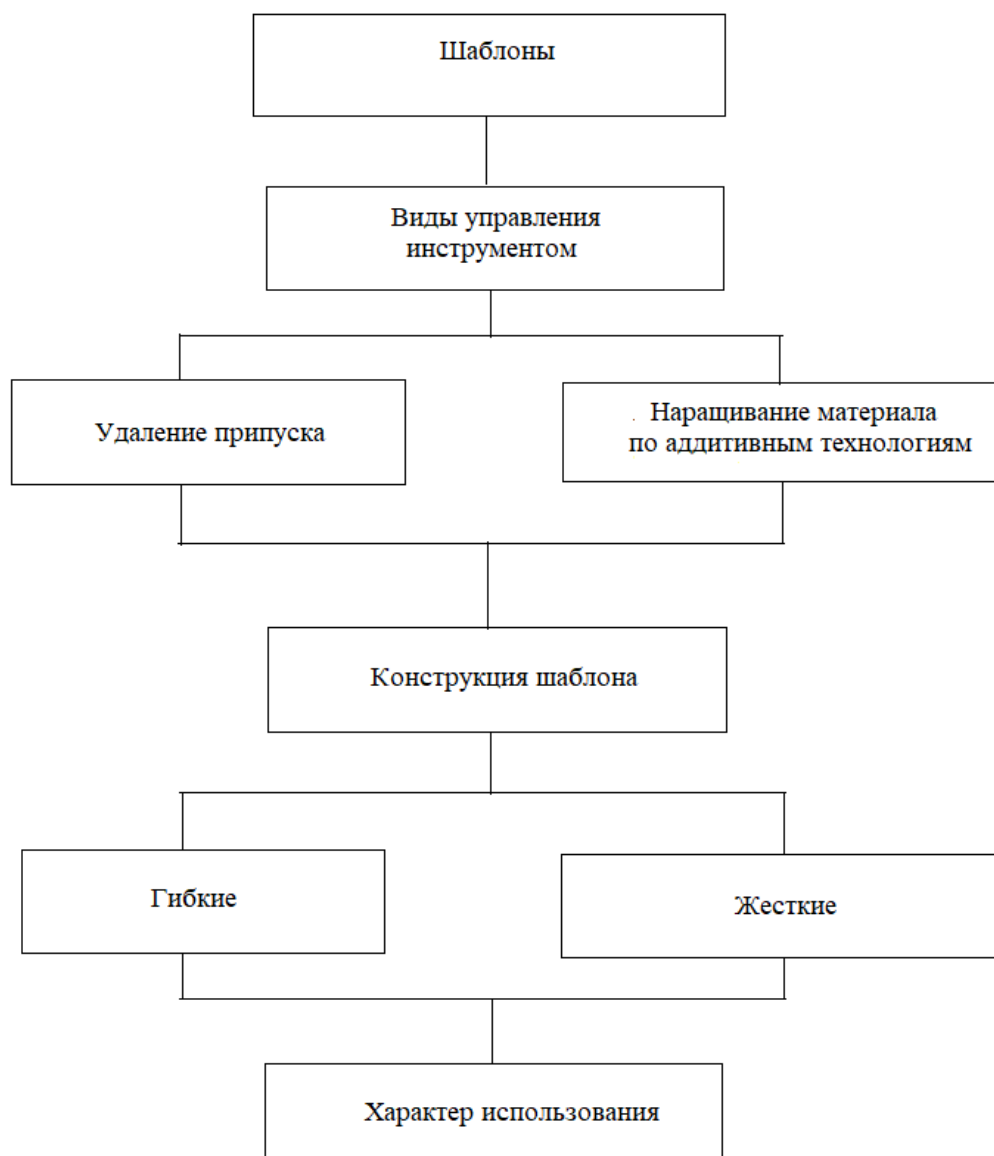 Шаблоны
Виды управления
инструментом
Удаление припуска
. Наращивание материала
по аддитивным технологиям
Конструкция шаблона
Гибкие
Жесткие
Характер использования